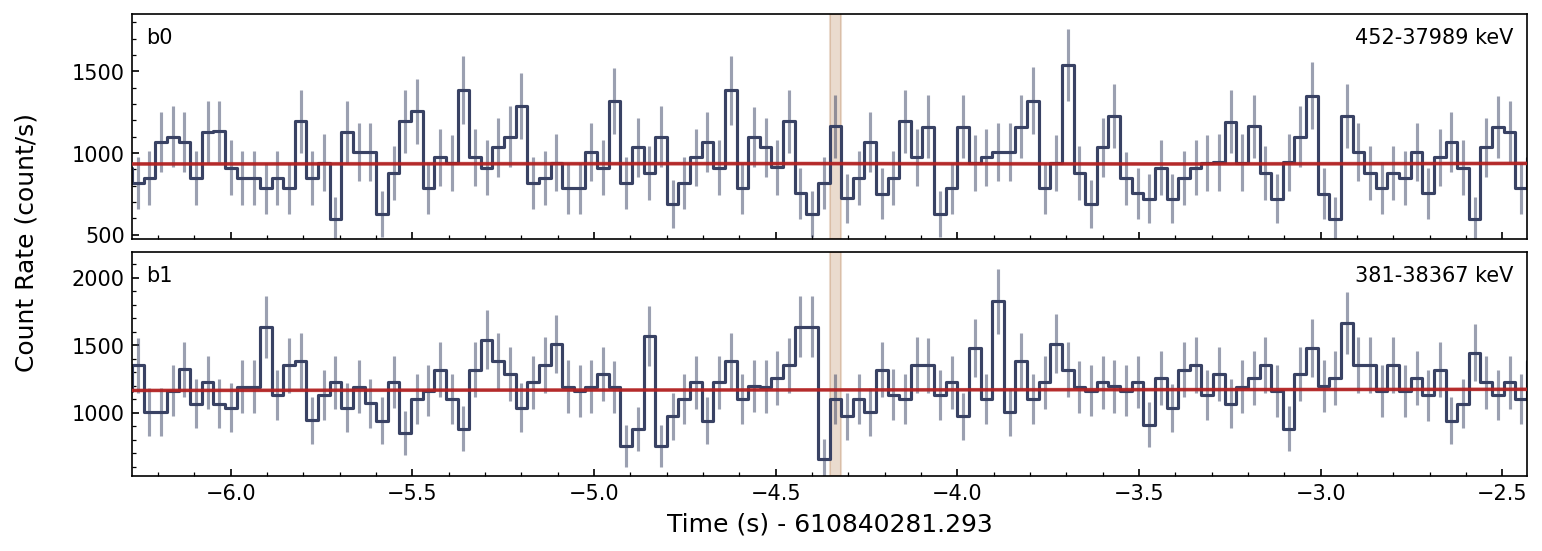 b0
452-37989 keV
1500
1000
500
b1
381-38367 keV
2000
1500
1000
Count Rate (count/s)
−6.0 −5.5 −5.0 −4.5 −4.0 −3.5 −3.0 −2.5
Time (s) - 610840281.293